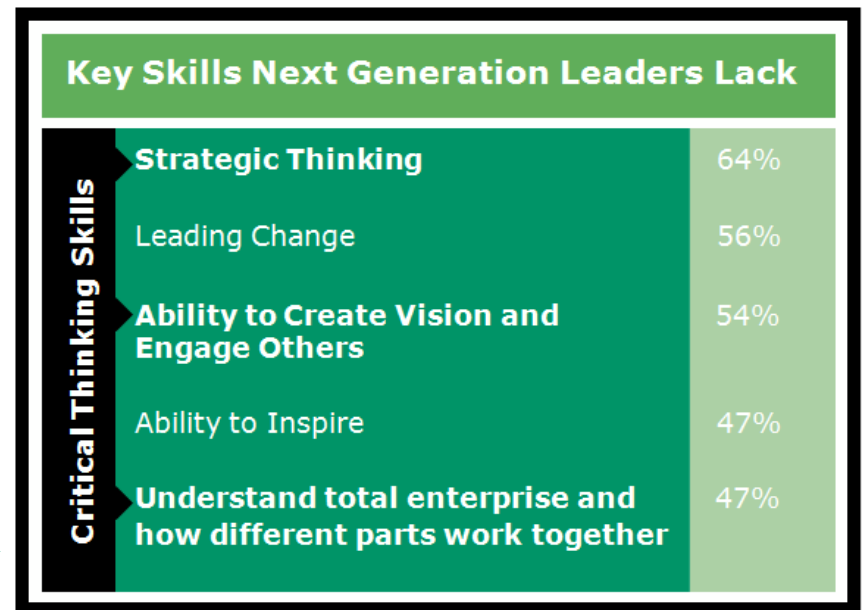 Key Skills Next Generation Leaders Lack
Critical Thinking Skills
Strategic Thinking 64%
Leading Change 56%
Ability to Create Vision and 54%
Engage Others
Ability to Inspire 47%
Understand total enterprise and 47%
how different parts work together